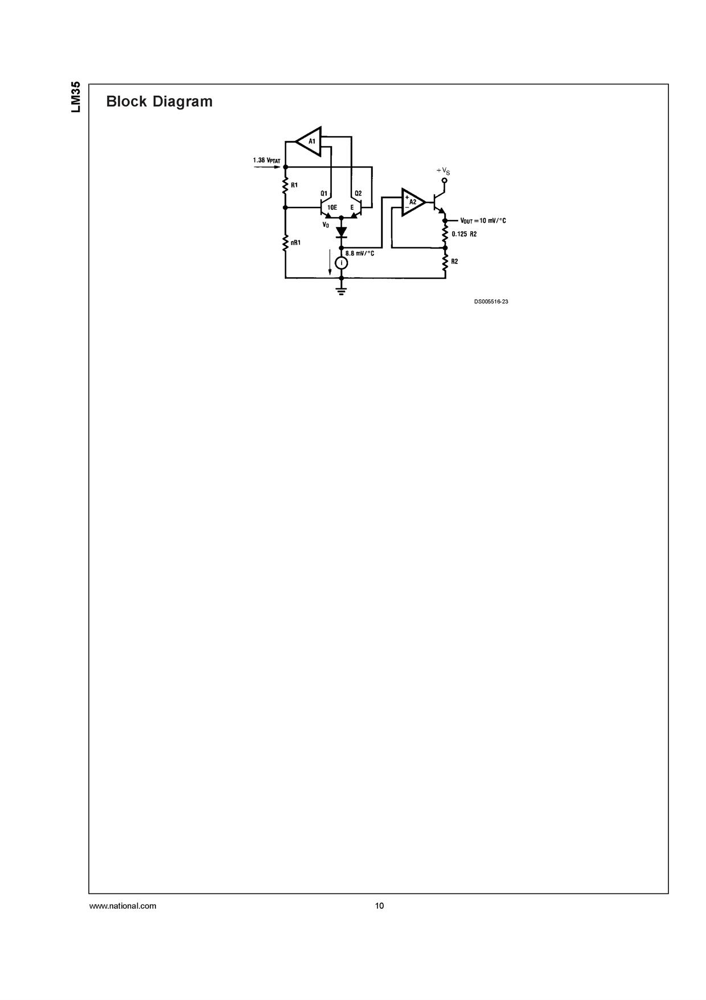 LM35
Block Diagram
A1
1.38 VPTAT
R1
Q1
Q2
10E
E
V0
nR1
8.8 mV/°C
i
+VS
+
A2
−
VOUT = 10 mV/°C
0.125 R2
R2
DS005516-23
www.national.com
10